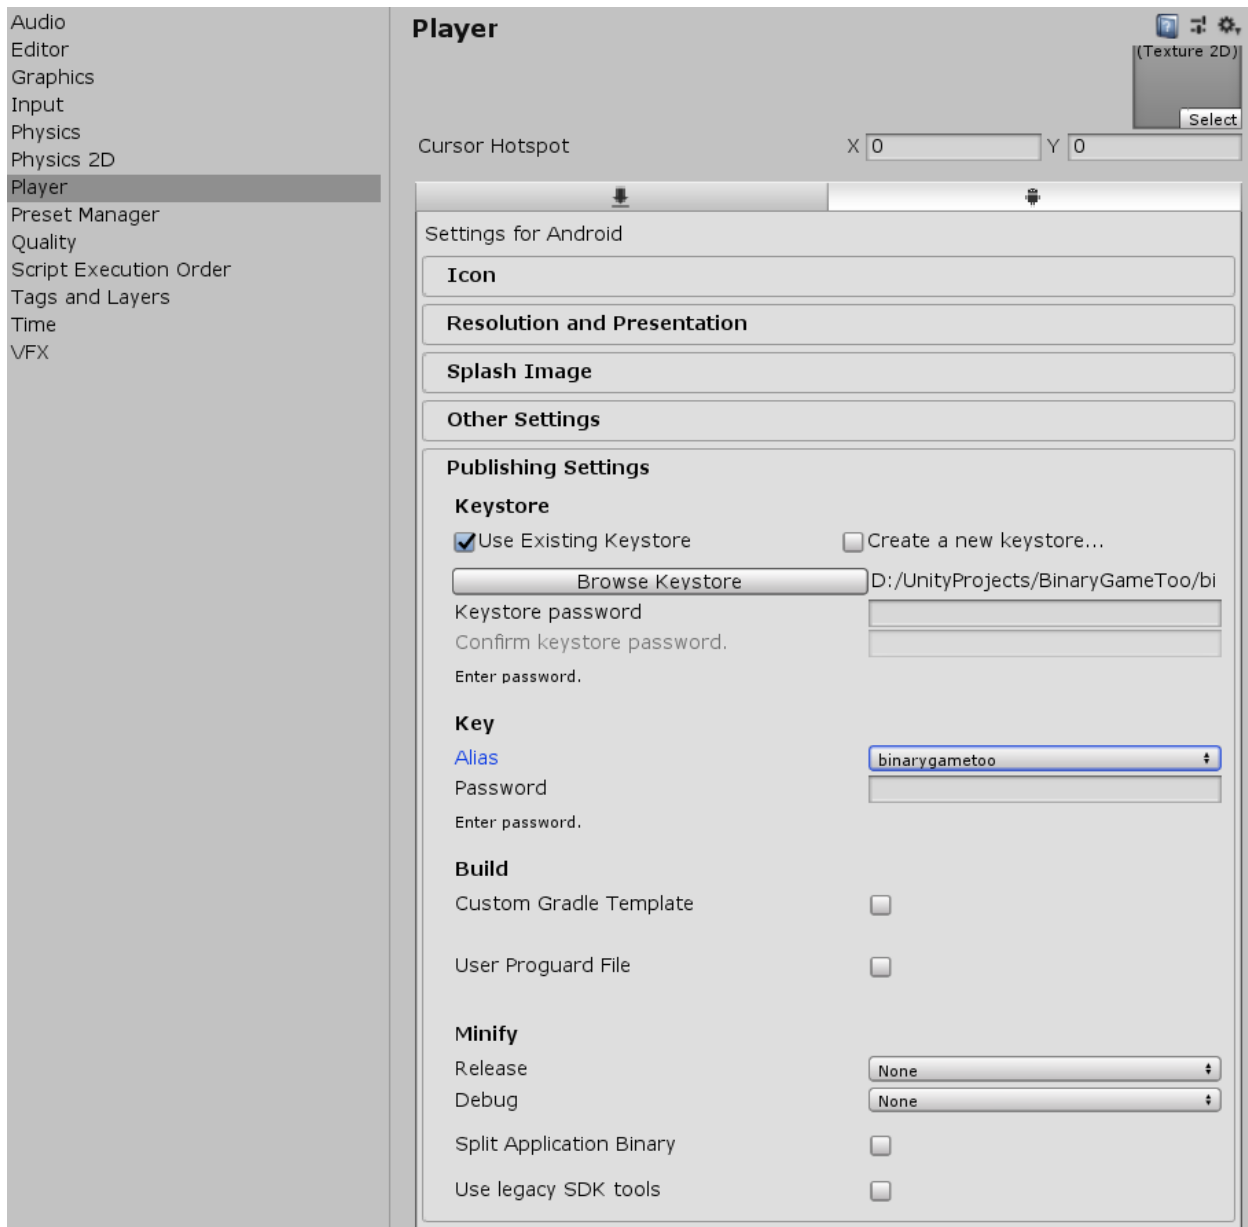 Audio
Editor
Graphics
Input
Physics
Physics 2D
Player
Preset Manager
Quality
Script Execution Order
Tags and Layers
Time
VFX
Player
(Texture 2D)
Select
Cursor Hotspot X 0 Y 0
Settings for Android
Icon
Resolution and Presentation
Splash Image
Other Settings
Publishing Settings
Keystore
Use Existing Keystore Create a new keystore...
Browse Keystore D:/UnityProjects/BinaryGameToo/bi
Keystore password
Confirm keystore password.
Enter password.
Key
Alias binarygametoo
Password
Enter password.
Build
Custom Gradle Template
User Proguard File
Minify
Release None
Debug None
Split Application Binary
Use legacy SDK tools